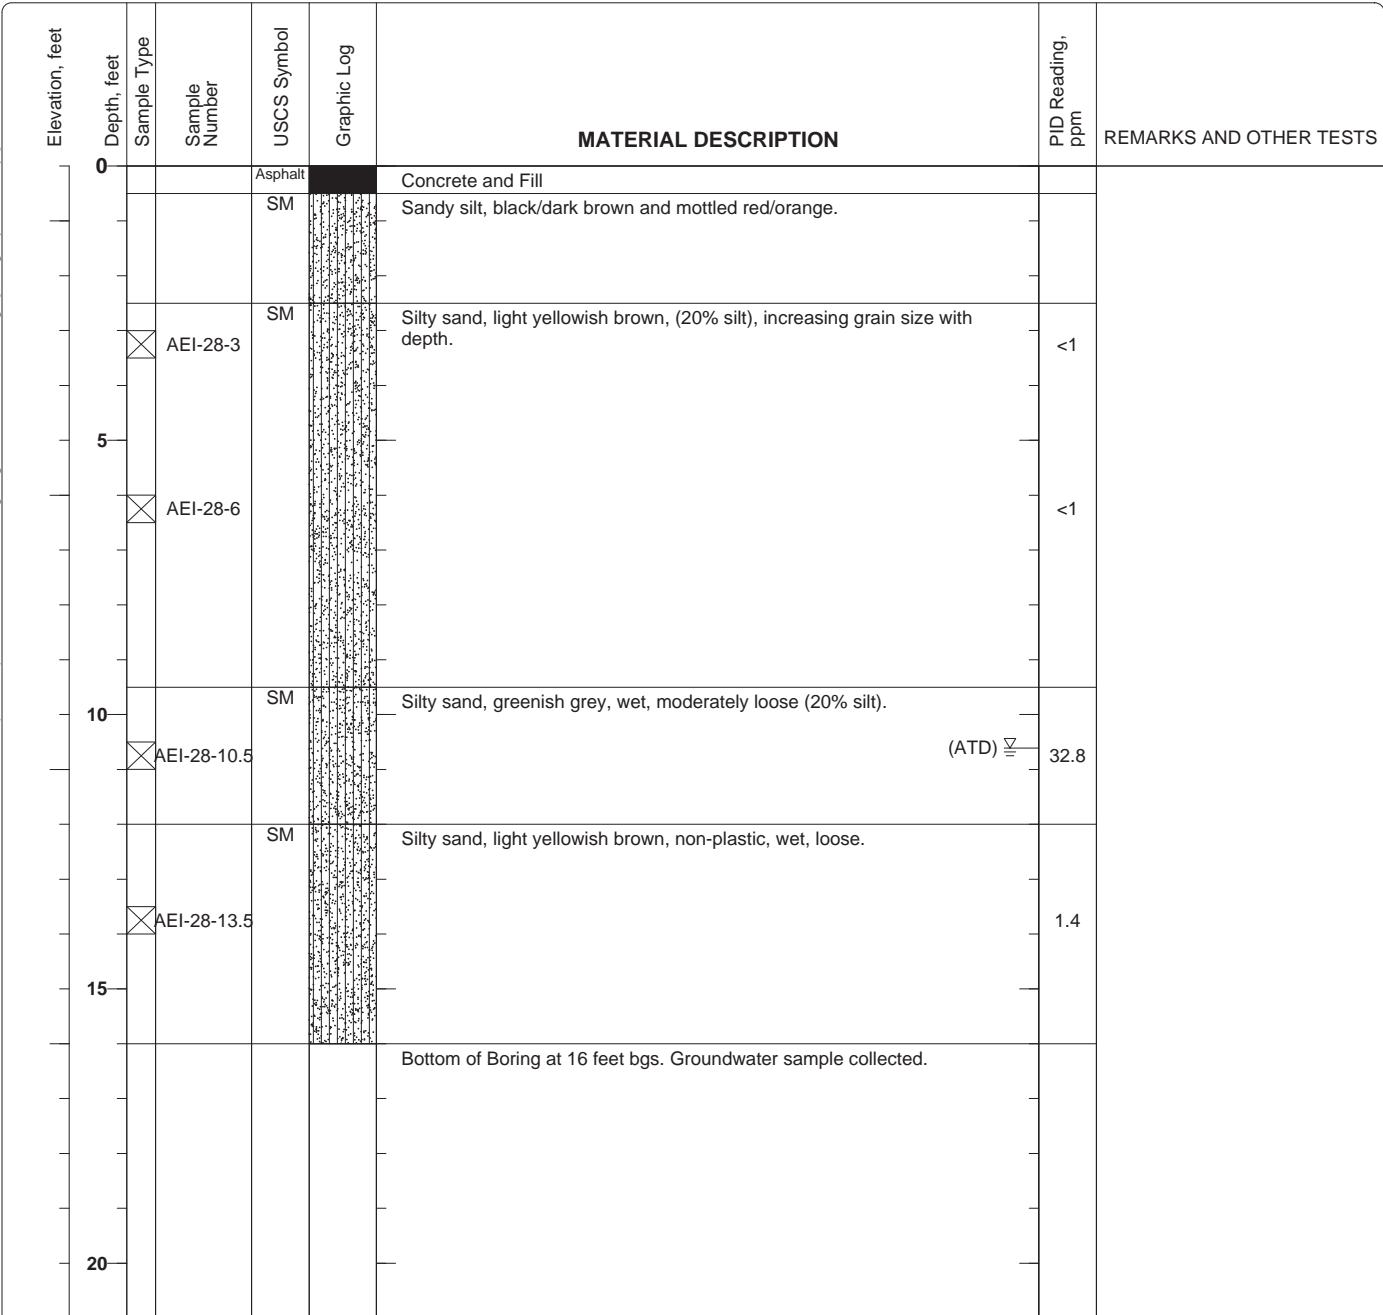 Elevation, feet
Depth, feet
Sample Type
Sample
Number
USCS Symbol
Graphic Log
MATERIAL DESCRIPTION
PID Reading,
ppm
REMARKS AND OTHER TESTS
0
Asphalt
Concrete and Fill
SM
Sandy silt, black/dark brown and mottled red/orange.
SM
Silty sand, light yellowish brown, (20% silt), increasing grain size with
depth.
AEI-28-3
<1
5
AEI-28-6
<1
SM
Silty sand, greenish grey, wet, moderately loose (20% silt).
10
(ATD)
AEI-28-10.5
32.8
SM
Silty sand, light yellowish brown, non-plastic, wet, loose.
AEI-28-13.5
1.4
15
Bottom of Boring at 16 feet bgs. Groundwater sample collected.
20